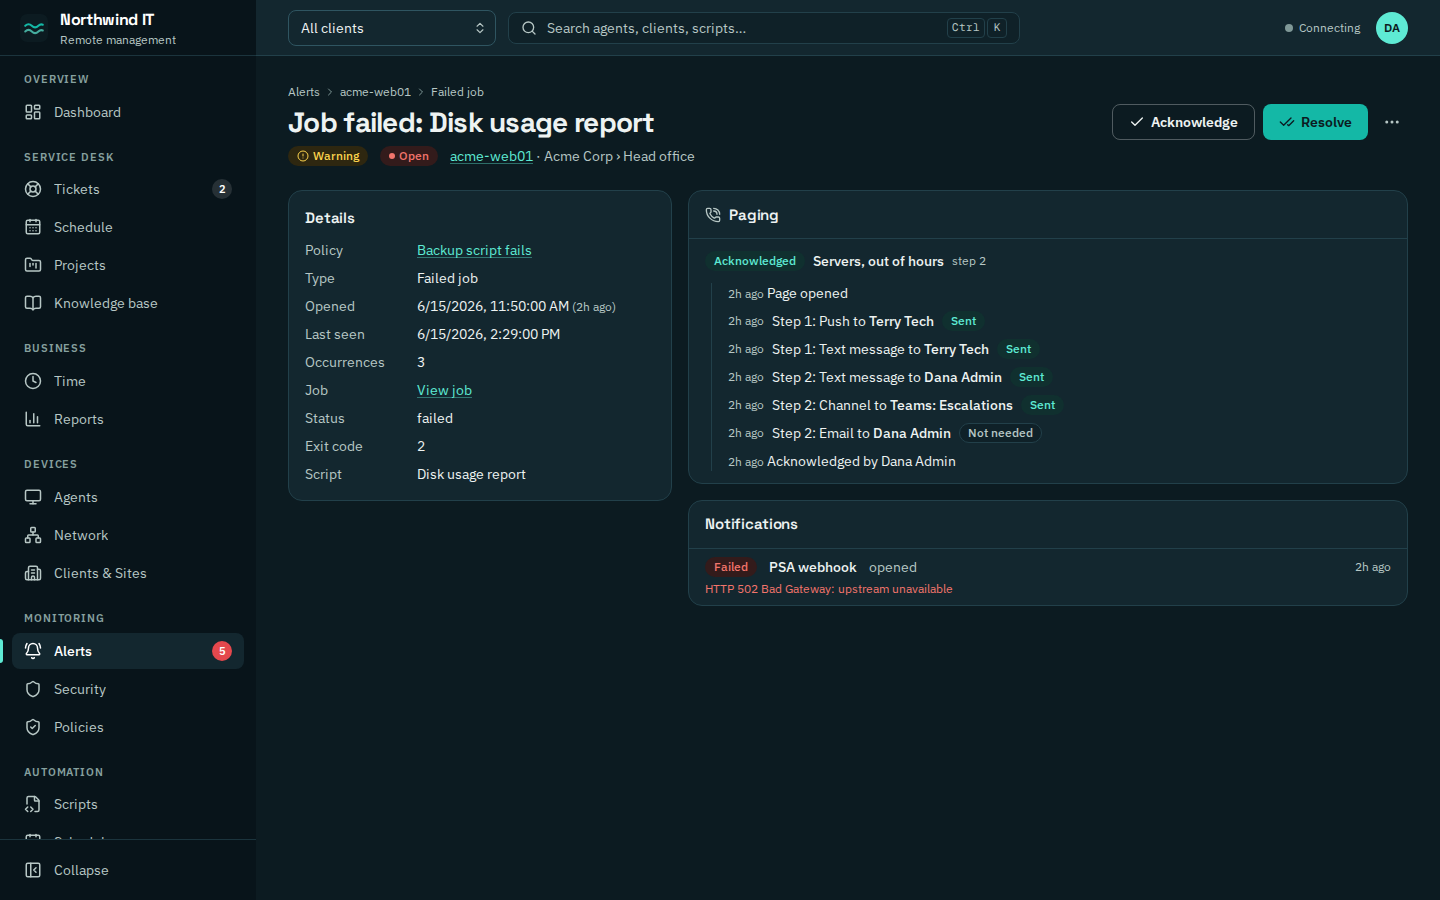 Northwind IT
Remote management
All clients
Search agents, clients, scripts...
Ctrl K
Connecting
DA
OVERVIEW
Dashboard
SERVICE DESK
Tickets 2
Schedule
Projects
Knowledge base
BUSINESS
Time
Reports
DEVICES
Agents
Network
Clients & Sites
MONITORING
Alerts 5
Security
Policies
AUTOMATION
Scripts
Collapse
Alerts > acme-web01 > Failed job
Job failed: Disk usage report
Acknowledge
Resolve
Warning Open acme-web01 · Acme Corp › Head office
Details
Policy Backup script fails
Type Failed job
Opened 6/15/2026, 11:50:00 AM (2h ago)
Last seen 6/15/2026, 2:29:00 PM
Occurrences 3
Job View job
Status failed
Exit code 2
Script Disk usage report
Paging
Acknowledged Servers, out of hours step 2
2h ago Page opened
2h ago Step 1: Push to Terry Tech Sent
2h ago Step 1: Text message to Terry Tech Sent
2h ago Step 2: Text message to Dana Admin Sent
2h ago Step 2: Channel to Teams: Escalations Sent
2h ago Step 2: Email to Dana Admin Not needed
2h ago Acknowledged by Dana Admin
Notifications
Failed PSA webhook opened 2h ago
HTTP 502 Bad Gateway: upstream unavailable